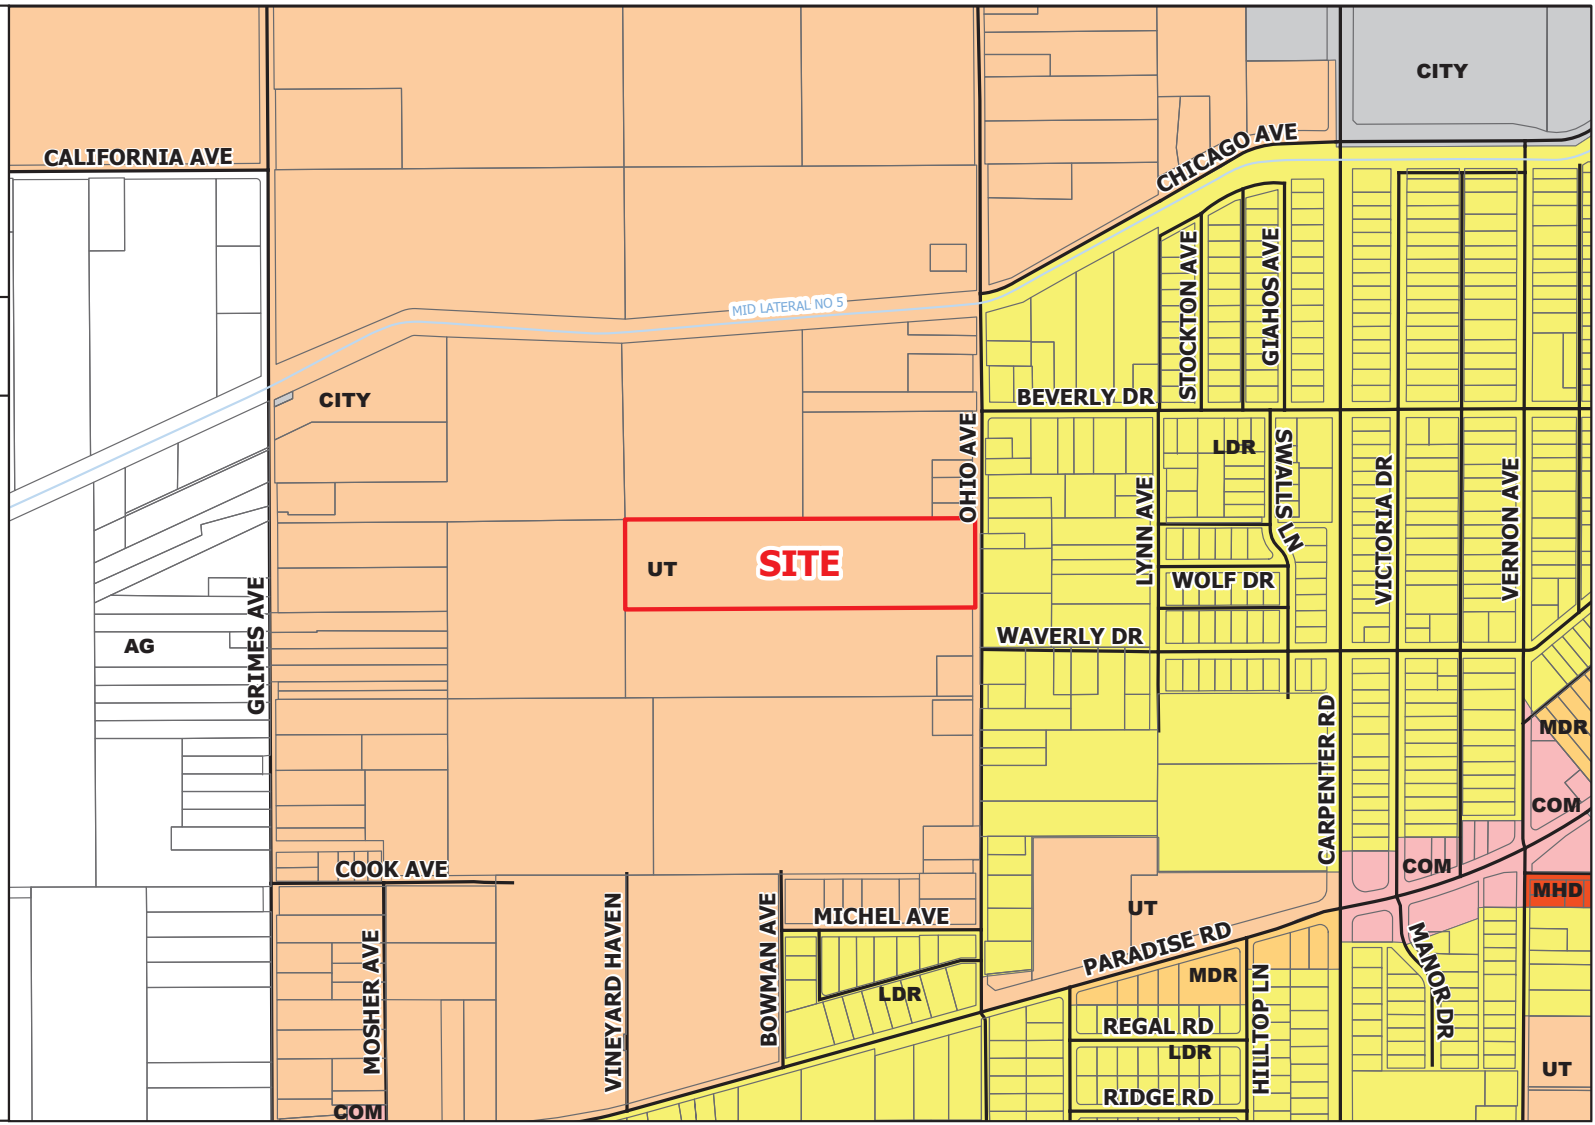 CITY
CHICAGO AVE
CALIFORNIA AVE
MID LATERAL NO 5
STOCKTON AVE
GIAHOS AVE
CITY
BEVERLY DR
OHIO AVE
LDR
SWALLS LN
LYNN AVE
VICTORIA DR
VERNON AVE
UT
SITE
WOLF DR
GRIMES AVE
AG
WAVERLY DR
CARPENTER RD
MDR
COM
COM
COOK AVE
MHD
UT
MICHEL AVE
VINEYARD HAVEN
BOWMAN AVE
MOSHER AVE
PARADISE RD
MANOR DR
MDR
LDR
HILLTOP LN
REGAL RD
LDR
UT
RIDGE RD
COM